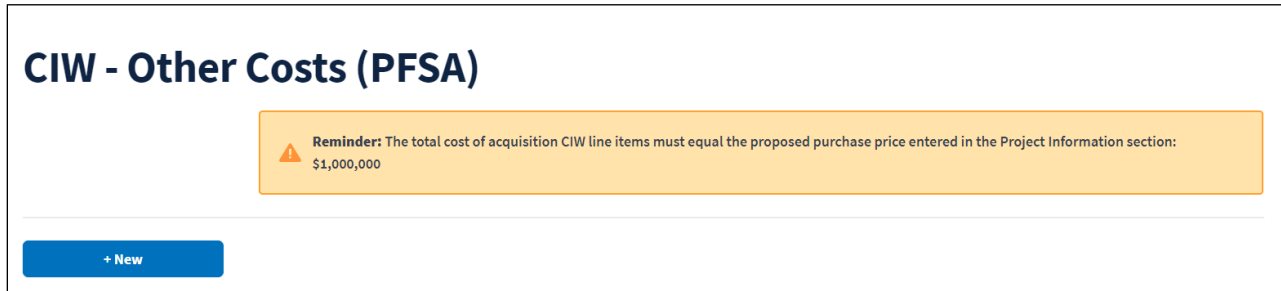 CIW - Other Costs (PFSA)
Reminder: The total cost of acquisition CIW line items must equal the proposed purchase price entered in the Project Information section:
$1,000,000
+ New